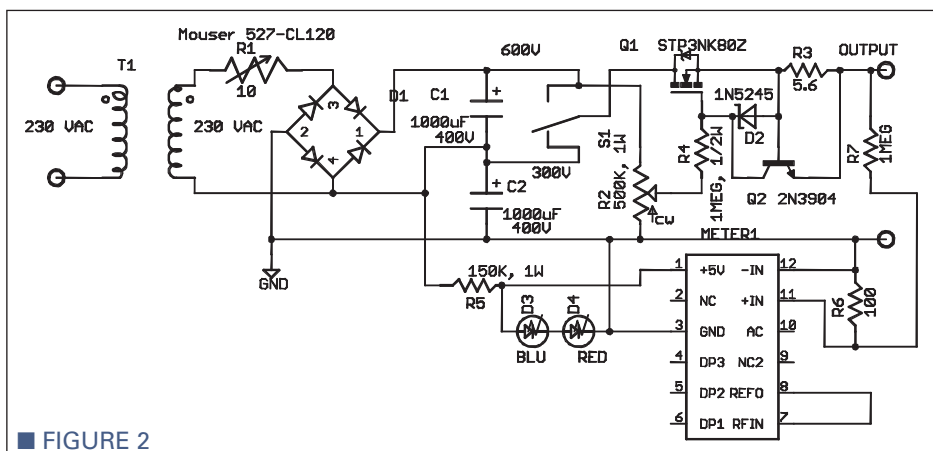 Mouser 527-CL120
R1
10
T1
230 VAC
230 VAC
3
2
1
4
D1
600V
C1
+
1000uF
400V
300V
+
C2
1000uF
400V
S1
R2
500K, 1W
CW
Q1
STP3NK80Z
R3
5.6
OUTPUT
1N5245
D2
R4
1MEG, 1/2W
Q2 2N3904
R7
1MEG
GND
150K, 1W
R5
D3
BLU
D4
RED
METER1
1 +5V -IN 12
2 NC +IN 11
3 GND AC 10
4 DP3 NC2 9
5 DP2 REFO 8
6 DP1 RFIN 7
R6
100
FIGURE 2